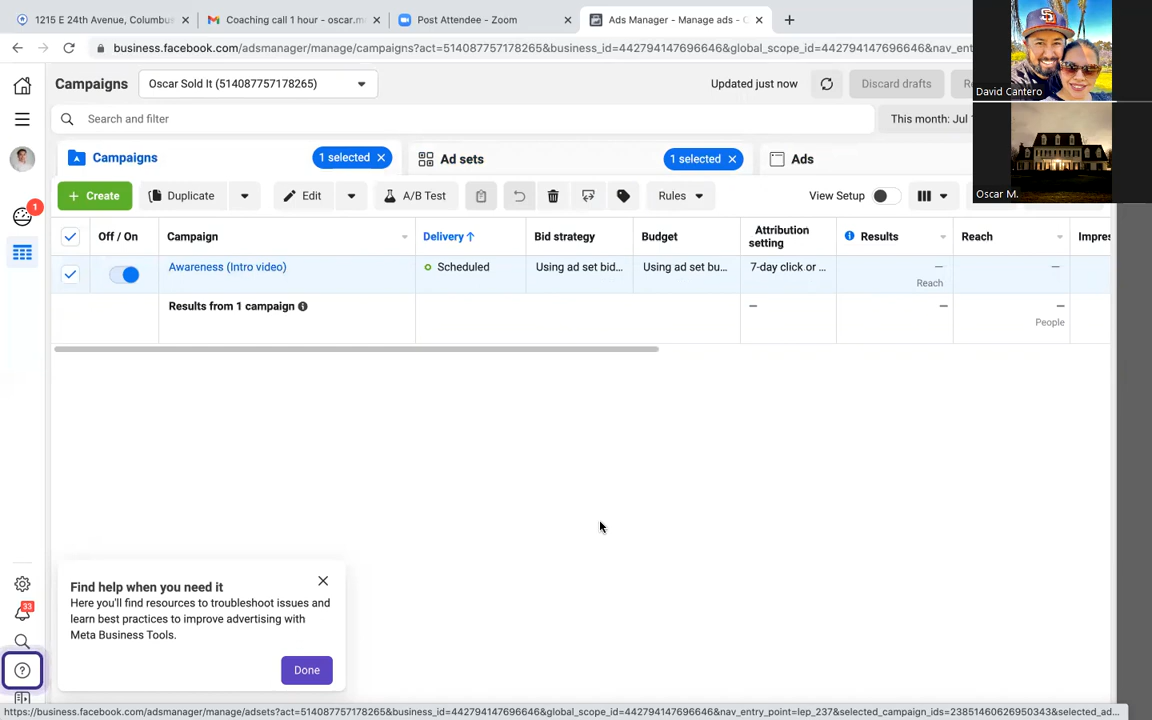 1215 E 24th Avenue, Columbus
Coaching call 1 hour - oscar.m
Post Attendee - Zoom
Ads Manager - Manage ads - C
business.facebook.com/adsmanager/manage/campaigns?act=514087757178265&business_id=442794147696646&global_scope_id=442794147696646&nav_entry
David Cantero
Oscar M.
Campaigns
Oscar Sold It (514087757178265)
Updated just now
Discard drafts
Search and filter
This month: Jul
Campaigns
1 selected
Ad sets
1 selected
Ads
1
+ Create
Duplicate
Edit
A/B Test
Rules
View Setup
Off / On
Campaign
Delivery ↑
Bid strategy
Budget
Attribution
setting
Results
Reach
Impres
Awareness (Intro video)
Scheduled
Using ad set bid...
Using ad set bu...
7-day click or ...
—
Reach
—
Results from 1 campaign
—
—
—
People
Find help when you need it
Here you'll find resources to troubleshoot issues and
learn best practices to improve advertising with
Meta Business Tools.
Done
33
https://business.facebook.com/adsmanager/manage/adsets?act=514087757178265&business_id=442794147696646&global_scope_id=442794147696646&nav_entry_point=lep_237&selected_campaign_ids=23851460626950343&selected_ad...